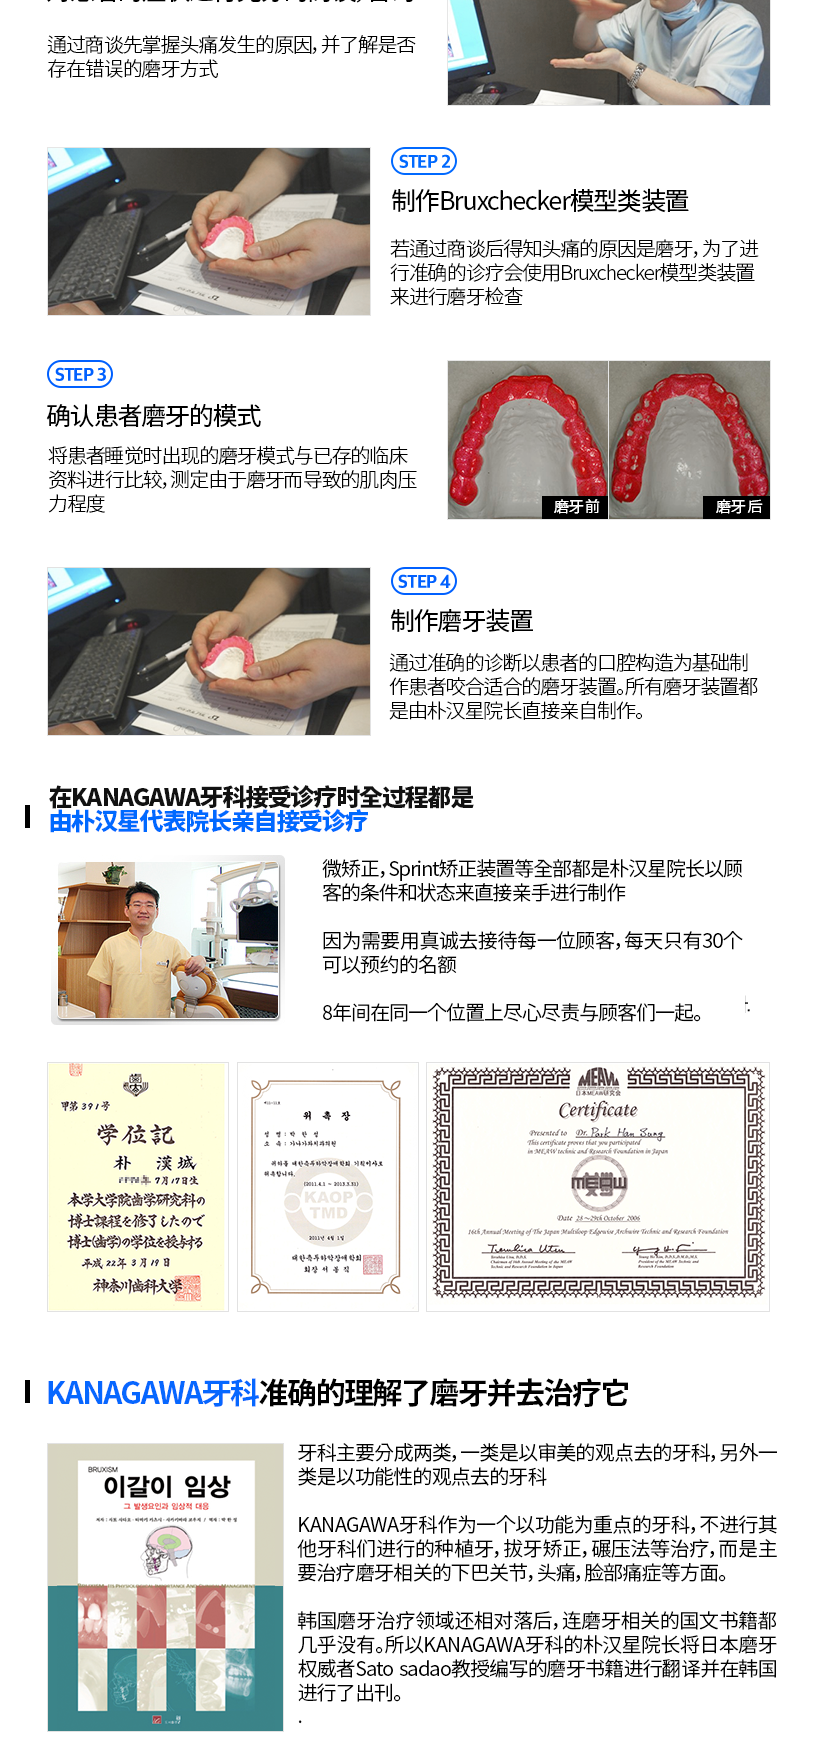 通过商谈先掌握头痛发生的原因, 并了解是否
存在错误的磨牙方式
STEP 2
制作Bruxchecker模型类装置
若通过商谈后得知头痛的原因是磨牙, 为了进
行准确的诊疗会使用Bruxchecker模型类装置
来进行磨牙检查
STEP 3
确认患者磨牙的模式
将患者睡觉时出现的磨牙模式与已存的临床
资料进行比较, 测定由于磨牙而导致的肌肉压
力程度
磨牙前
磨牙后
STEP 4
制作磨牙装置
通过准确的诊断以患者的口腔构造为基础制
作患者咬合适合的磨牙装置。所有磨牙装置都
是由朴汉星院长直接亲自制作。
在KANAGAWA牙科接受诊疗时全过程都是
由朴汉星代表院长亲自接受诊疗
微矫正, Sprint矫正装置等全部都是朴汉星院长以顾
客的条件和状态来直接亲手进行制作
因为需要用真诚去接待每一位顾客, 每天只有30个
可以预约的名额
8年间在同一个位置上尽心尽责与顾客们一起。
甲第391号
学位記
朴 漢城
7月17日生
本学大学院歯学研究科の
博士課程を修了したので
博士(歯学)の学位を授与する
平成22年3月19日
神奈川歯科大学
위 촉 장
성 명 : 박 한 성
소 속 : 가나가와치과의원
귀하를 대한측두하악장애학회 기획이사로
위촉합니다.
(2011.4.1 ~ 2013.3.31)
KAOP
TMD
2011년 4월 1일
대한측두하악장애학회
회장 서봉직
MEAW
日本MEAW研究会
Certificate
Presented to Dr. Park Han Sung
This certificate proves that you participated
in MEAW technic and Research Foundation in Japan
MEAW
Date 28~29th October 2006
16th Annual Meeting of The Japan Multiloop Edgewise Archwire Technic and Research Foundation
KANAGAWA牙科准确的理解了磨牙并去治疗它
BRUXISM
이갈이 임상
그 발생요인과 임상적 대응
牙科主要分成两类, 一类是以审美的观点去的牙科, 另外一
类是以功能性的观点去的牙科
KANAGAWA牙科作为一个以功能为重点的牙科, 不进行其
他牙科们进行的种植牙, 拔牙矫正, 碾压法等治疗, 而是主
要治疗磨牙相关的下巴关节, 头痛, 脸部痛症等方面。
韩国磨牙治疗领域还相对落后, 连磨牙相关的国文书籍都
几乎没有。所以KANAGAWA牙科的朴汉星院长将日本磨牙
权威者Sato sadao教授编写的磨牙书籍进行翻译并在韩国
进行了出刊。
.